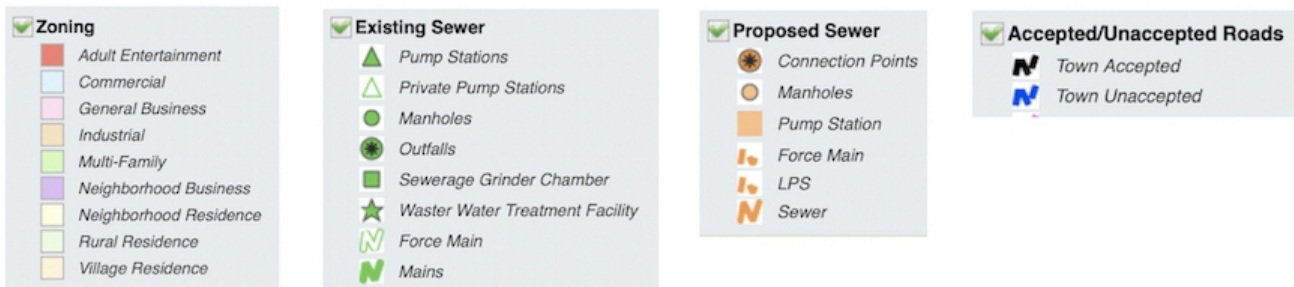 Zoning
Adult Entertainment
Commercial
General Business
Industrial
Multi-Family
Neighborhood Business
Neighborhood Residence
Rural Residence
Village Residence
Existing Sewer
Pump Stations
Private Pump Stations
Manholes
Outfalls
Sewerage Grinder Chamber
Waster Water Treatment Facility
Force Main
Mains
Proposed Sewer
Connection Points
Manholes
Pump Station
Force Main
LPS
Sewer
Accepted/Unaccepted Roads
Town Accepted
Town Unaccepted